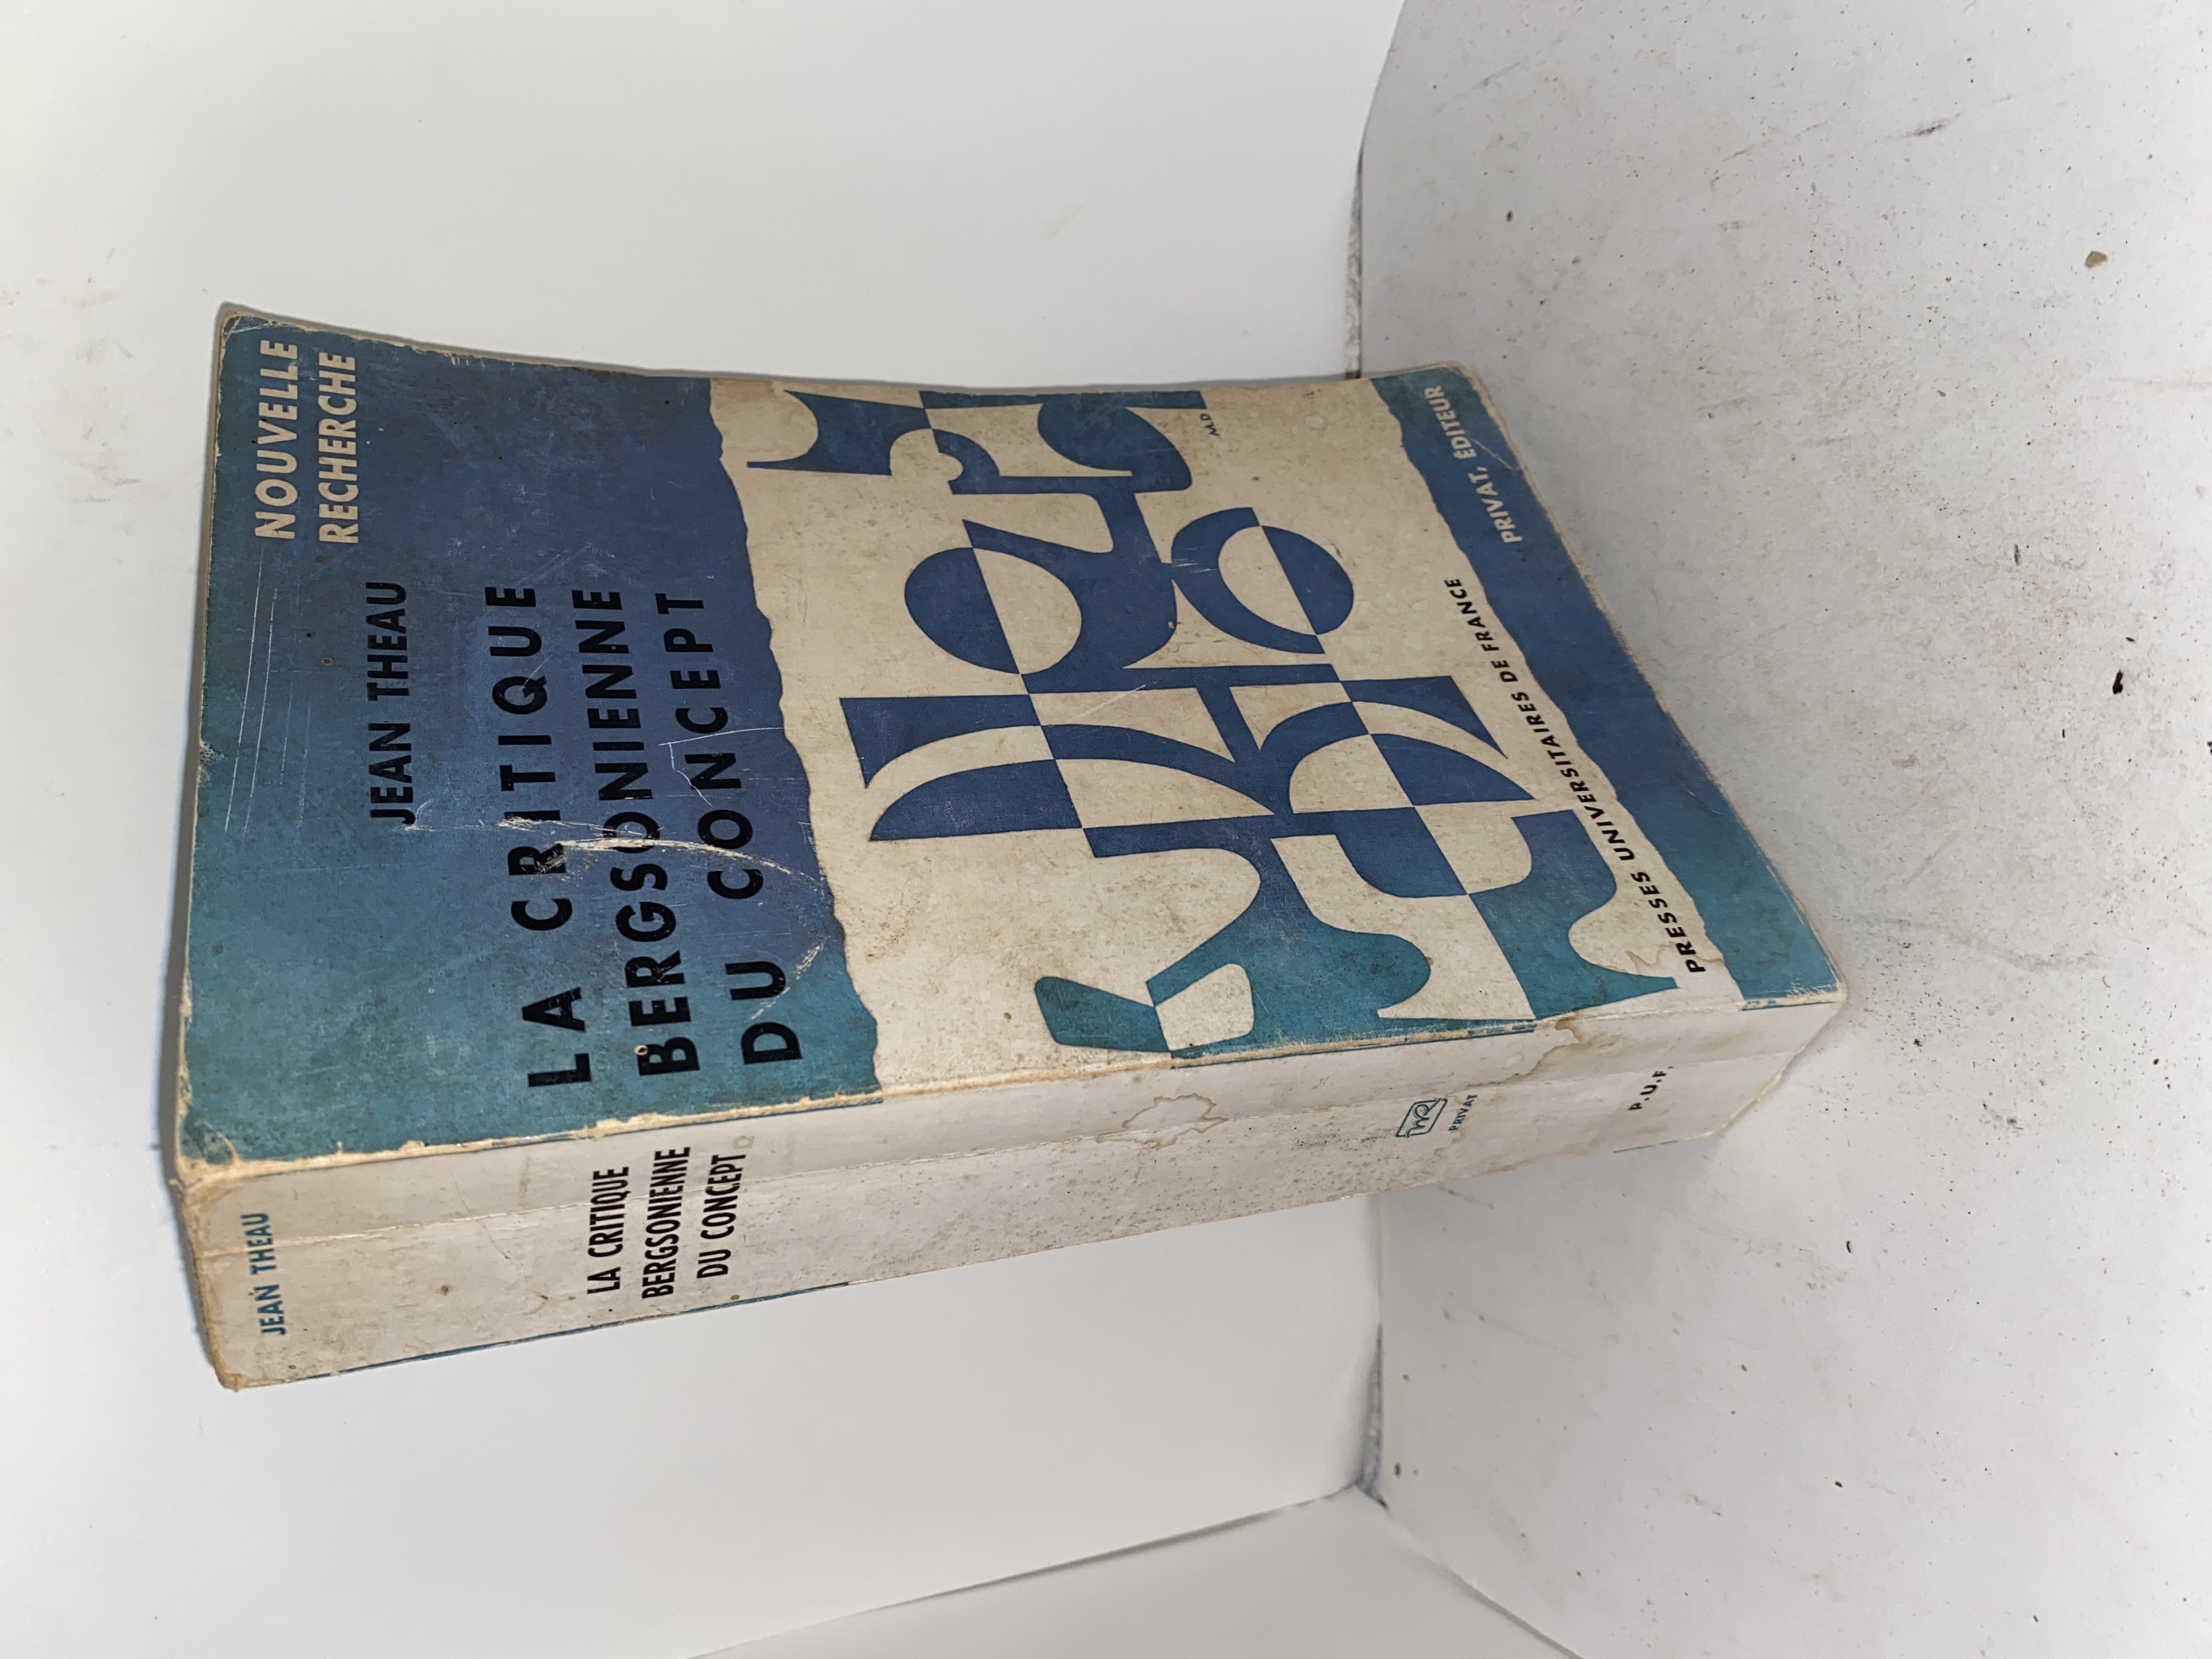 NOUVELLE
RECHERCHE
JEAN THEAU
LA CRITIQUE
BERGSONIENNE
DU CONCEPT
MD
PRESSES UNIVERSITAIRES DE FRANCE
PRIVAT, ÉDITEUR
JEAN THEAU
LA CRITIQUE
BERGSONIENNE
DU CONCEPT
PRIVAT
P.U.F.